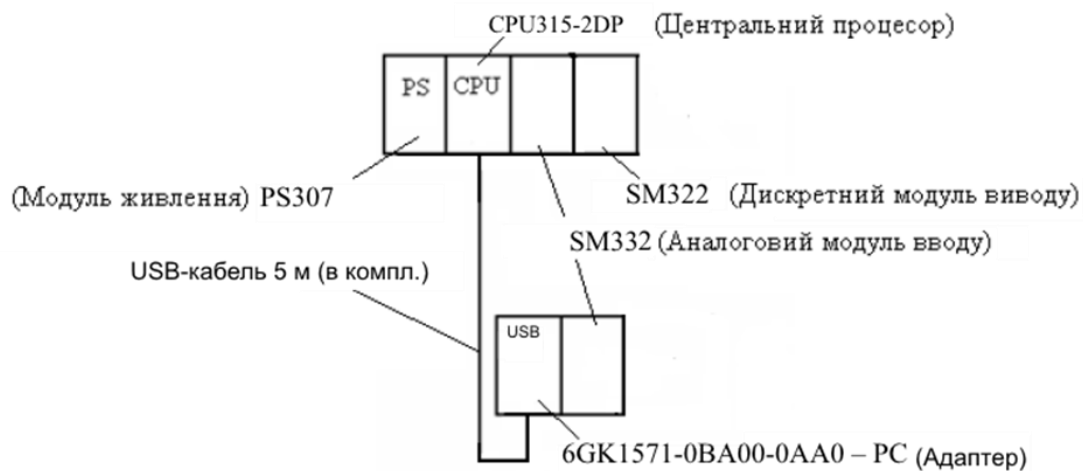 CPU315-2DP (Центральний процесор)
PS CPU
(Модуль живлення) PS307
SM322 (Дискретний модуль виводу)
SM332 (Аналоговий модуль вводу)
USB-кабель 5 м (в компл.)
USB
6GK1571-0BA00-0AA0 – PC (Адаптер)